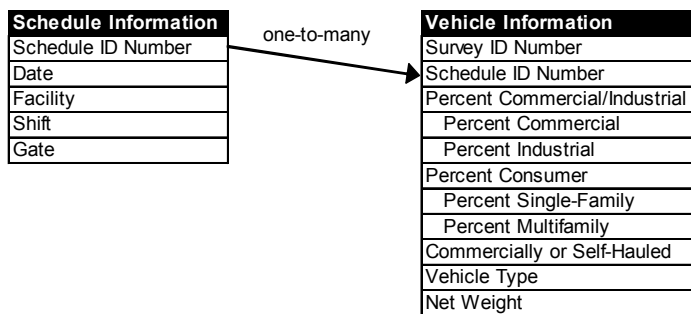 Schedule Information
Schedule ID Number
Date
Facility
Shift
Gate
one-to-many
Vehicle Information
Survey ID Number
Schedule ID Number
Percent Commercial/Industrial
Percent Commercial
Percent Industrial
Percent Consumer
Percent Single-Family
Percent Multifamily
Commercially or Self-Hauled
Vehicle Type
Net Weight